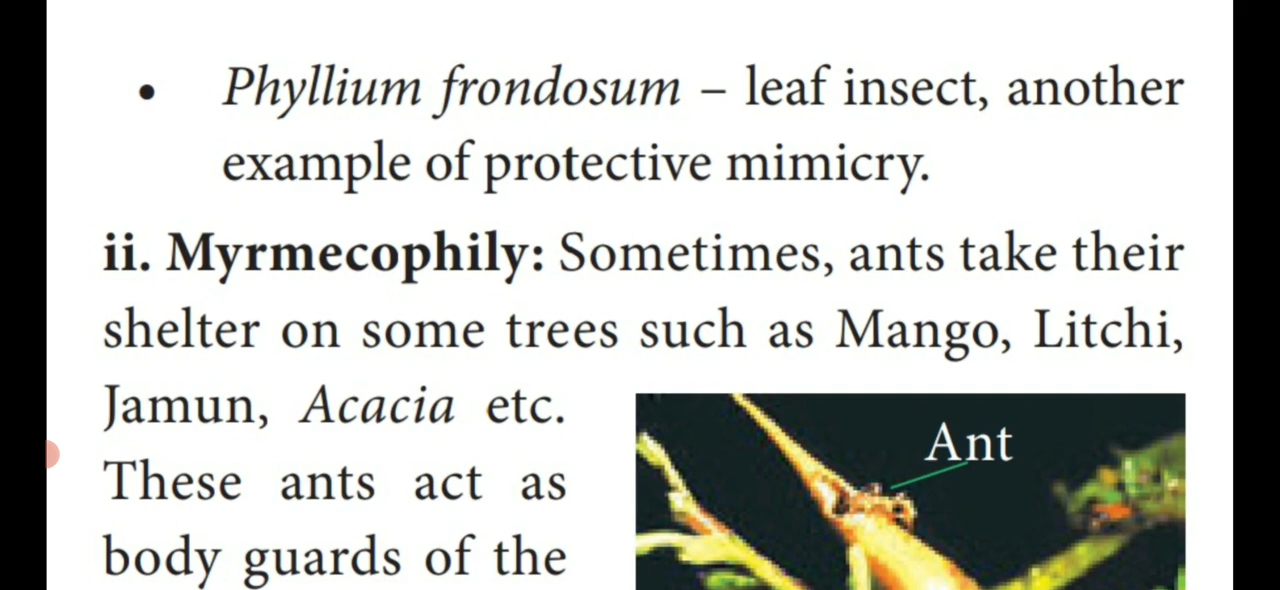 • Phyllium frondosum – leaf insect, another
example of protective mimicry.
ii. Myrmecophily: Sometimes, ants take their
shelter on some trees such as Mango, Litchi,
Jamun, Acacia etc.
These ants act as
body guards of the
Ant